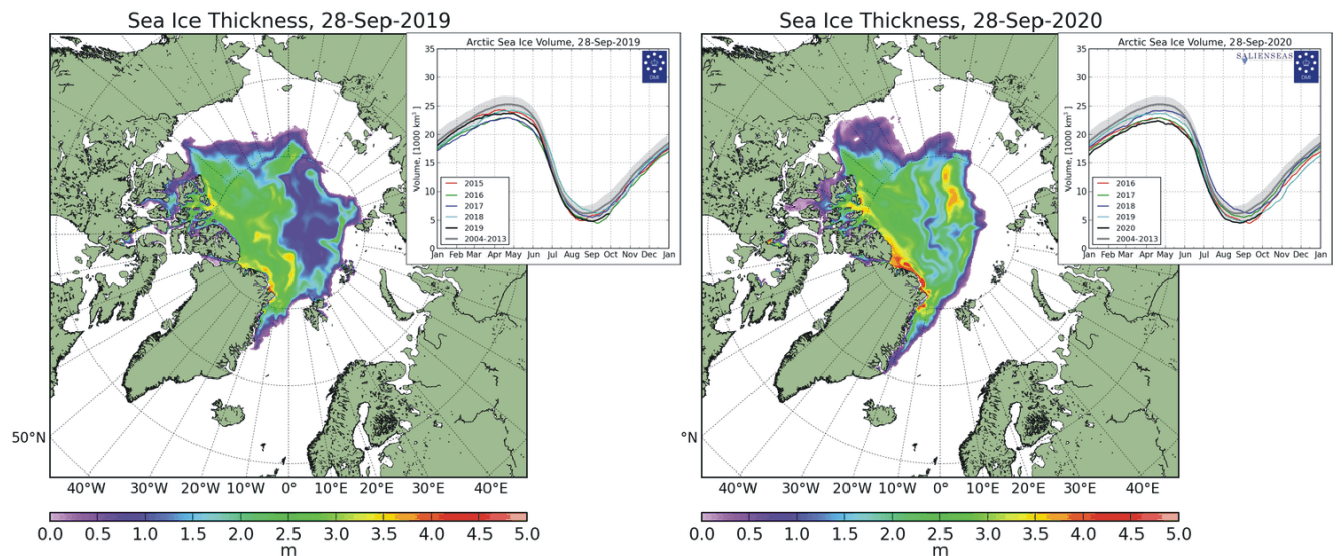 Sea Ice Thickness, 28-Sep-2019
Arctic Sea Ice Volume, 28-Sep-2019
DMI
Volume, [1000 km³]
35
30
25
20
15
10
5
0
2015
2016
2017
2018
2019
2004-2013
Jan Feb Mar Apr May Jun Jul Aug Sep Oct Nov Dec Jan
50°N
40°W 30°W 20°W 10°W 0° 10°E 20°E 30°E 40°E
0.0 0.5 1.0 1.5 2.0 2.5 3.0 3.5 4.0 4.5 5.0
m
Sea Ice Thickness, 28-Sep-2020
Arctic Sea Ice Volume, 28-Sep-2020
SALIENSEAS
DMI
Volume, [1000 km³]
35
30
25
20
15
10
5
0
2016
2017
2018
2019
2020
2004-2013
Jan Feb Mar Apr May Jun Jul Aug Sep Oct Nov Dec Jan
°N
40°W 30°W 20°W 10°W 0° 10°E 20°E 30°E 40°E
0.0 0.5 1.0 1.5 2.0 2.5 3.0 3.5 4.0 4.5 5.0
m